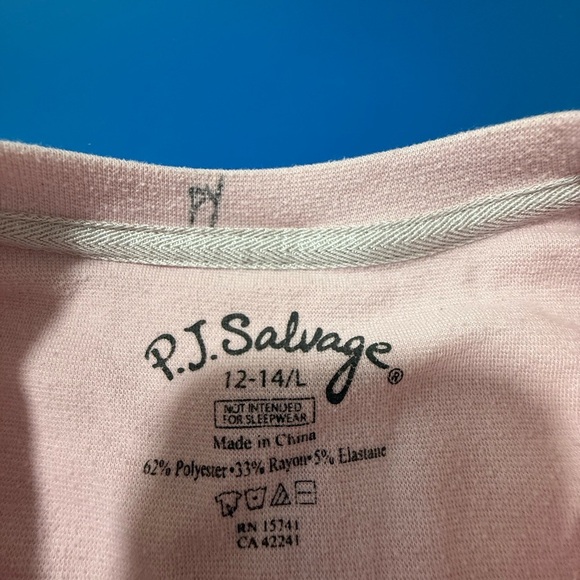 PY
P.J. Salvage®
12-14/L
NOT INTENDED
FOR SLEEPWEAR
Made in China
62% Polyester•33% Rayon•5% Elastane
RN 15741
CA 42241